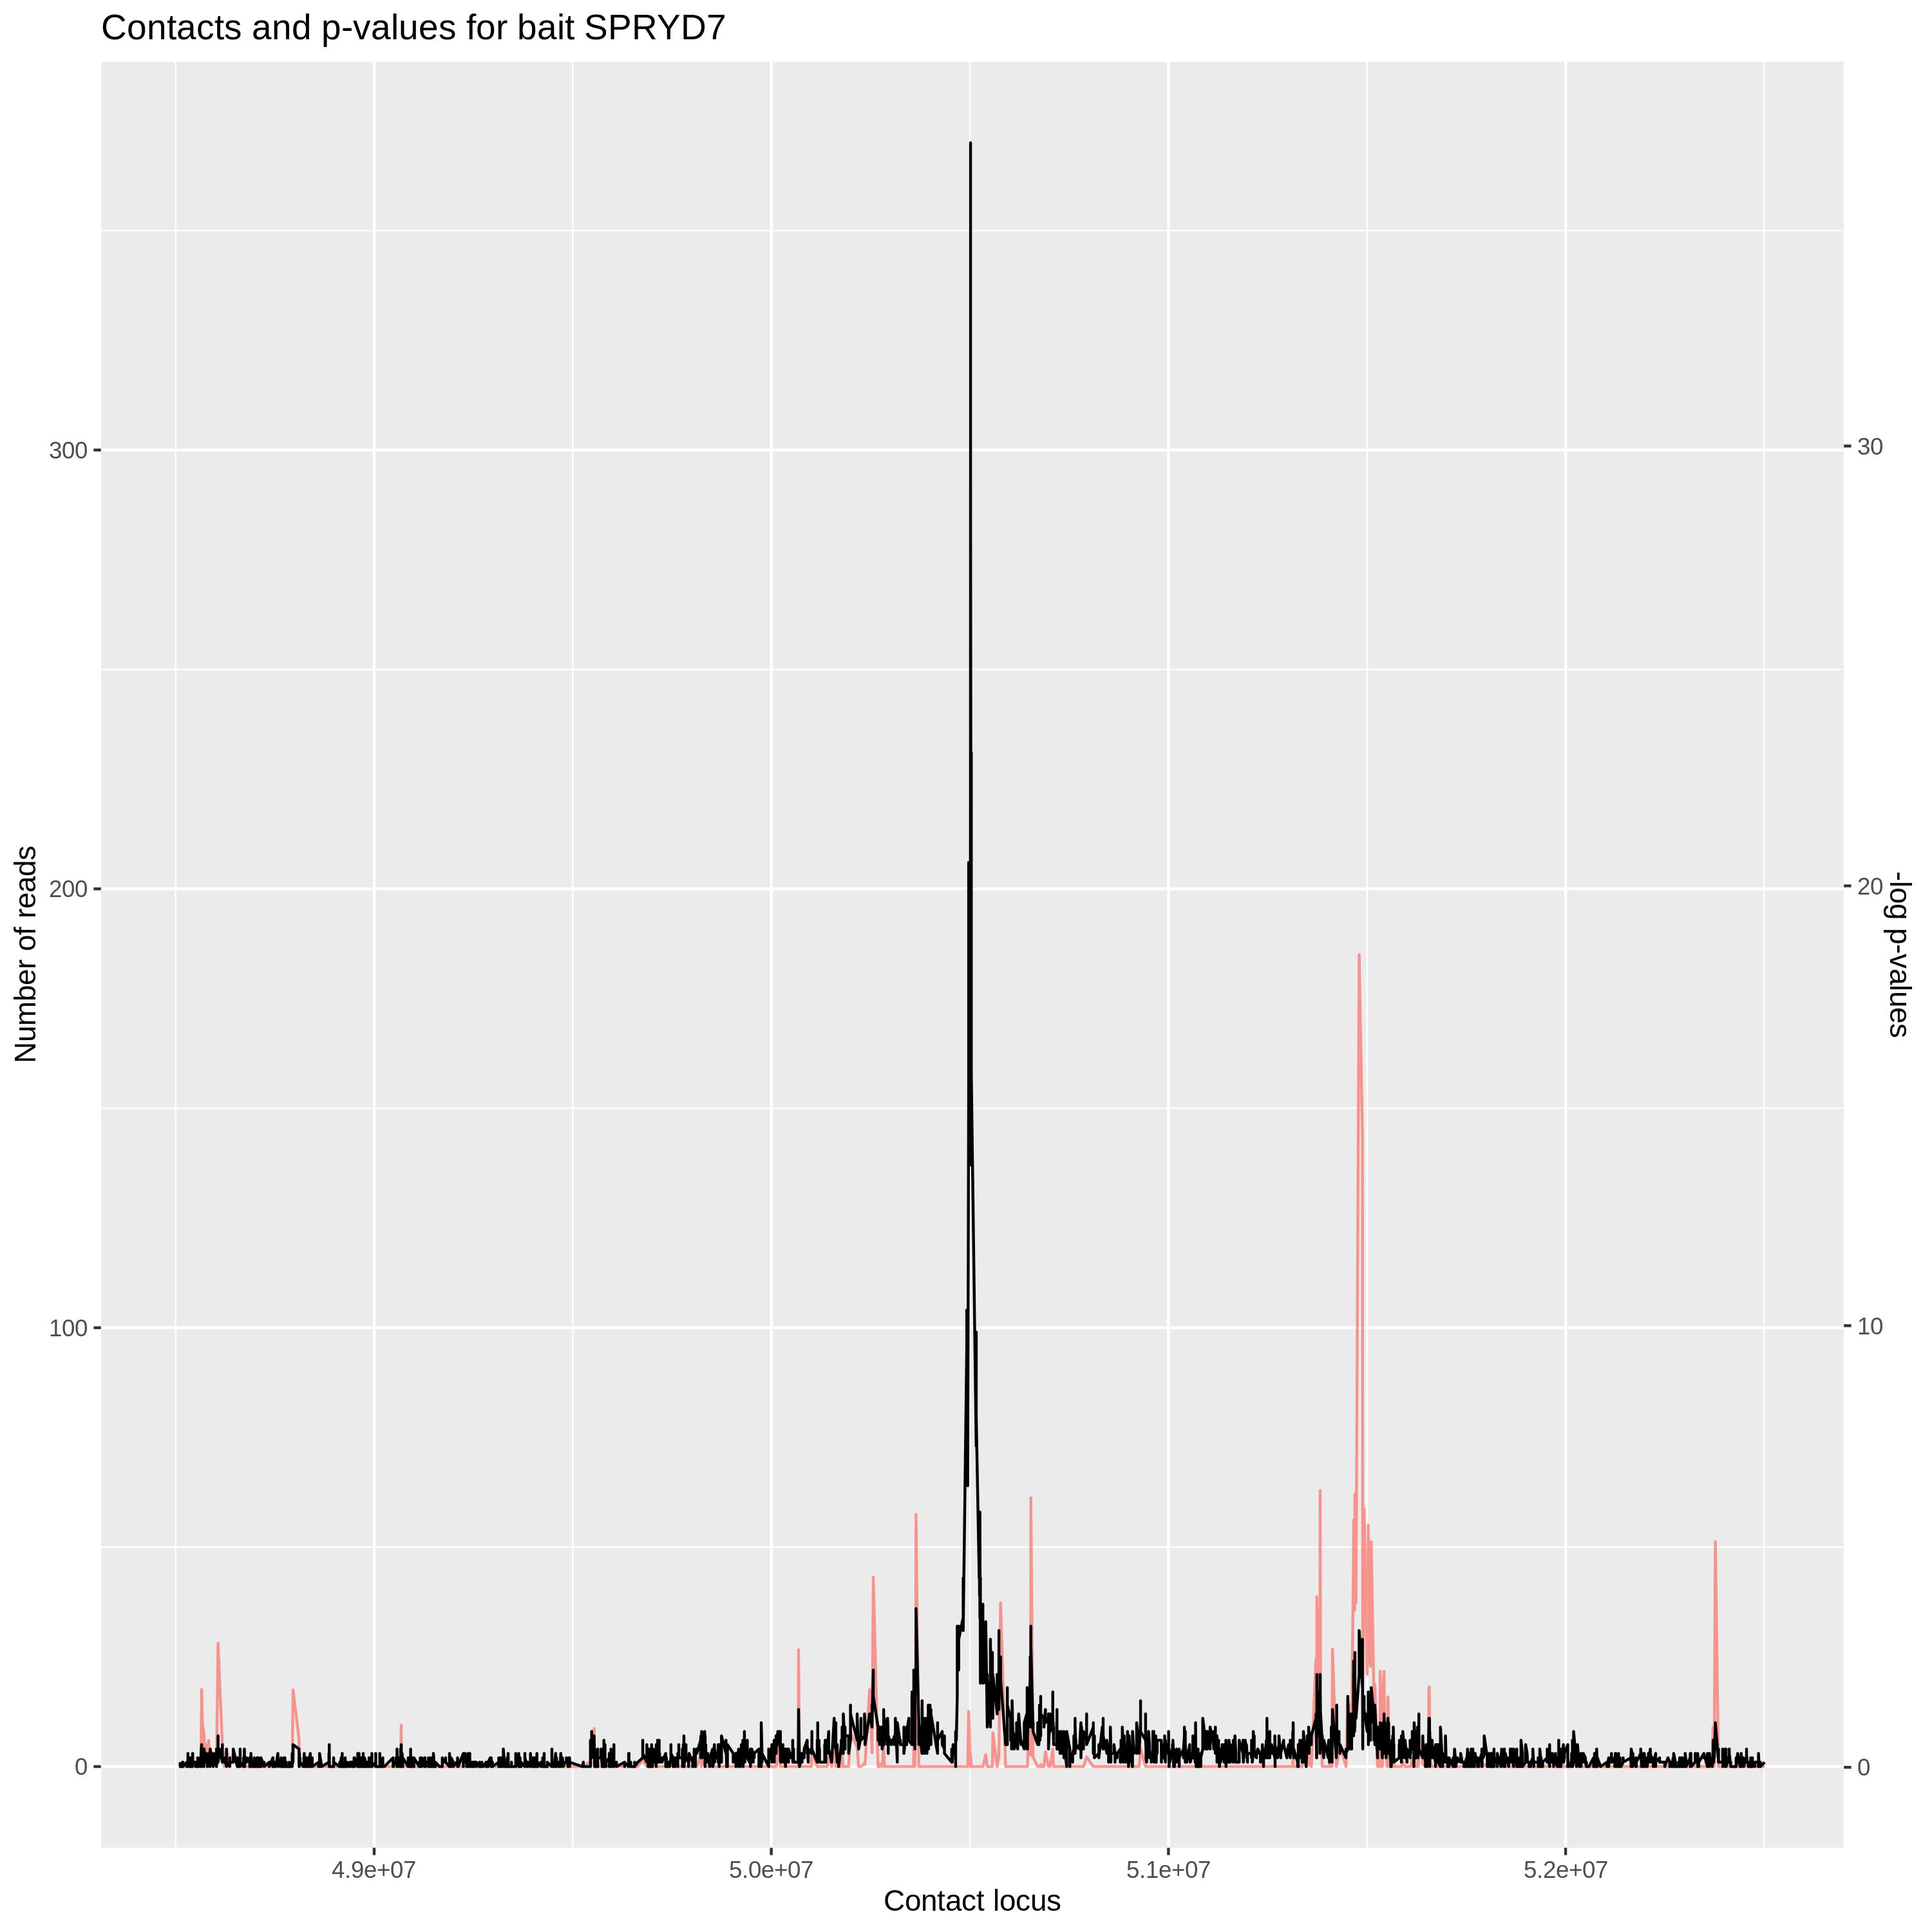 Contacts and p-values for bait SPRYD7
Number of reads
300
200
100
0
30
20
10
0
-log p-values
4.9e+07 5.0e+07 5.1e+07 5.2e+07
Contact locus